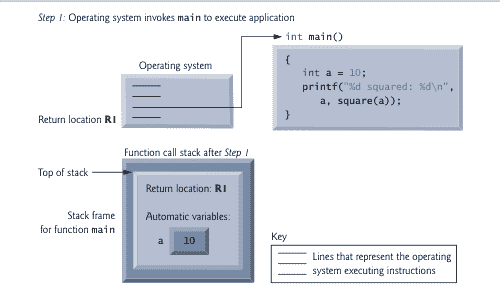 Step 1: Operating system invokes main to execute application
int main()
{
int a = 10;
printf("%d squared: %d\n",
a, square(a));
}
Operating system
Return location R1
Function call stack after Step 1
Top of stack
Return location: R1
Stack frame
for function main
Automatic variables:
a 10
Key
Lines that represent the operating
system executing instructions